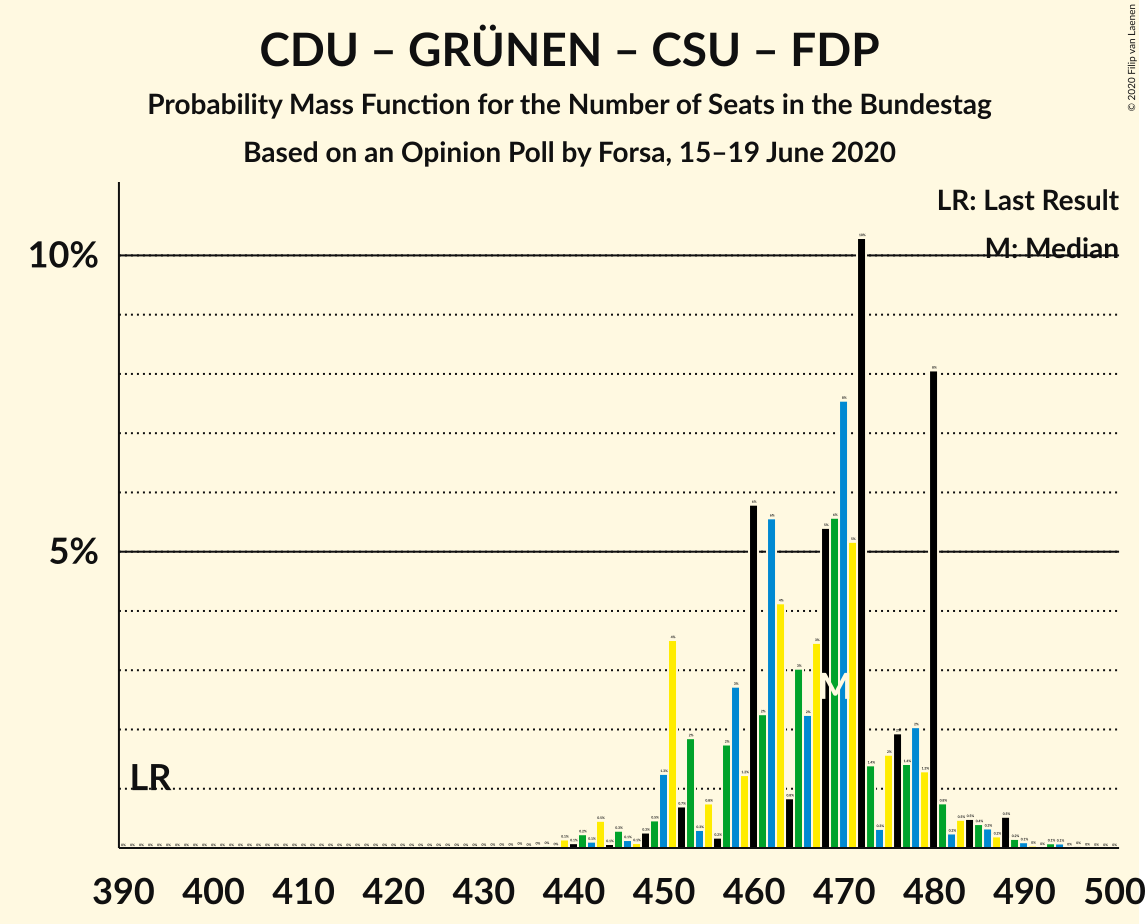 CDU – GRÜNEN – CSU – FDP
Probability Mass Function for the Number of Seats in the Bundestag
Based on an Opinion Poll by Forsa, 15–19 June 2020
© 2020 Filip van Laenen
LR: Last Result
M: Median
10%
5%
LR
M
390 400 410 420 430 440 450 460 470 480 490 500